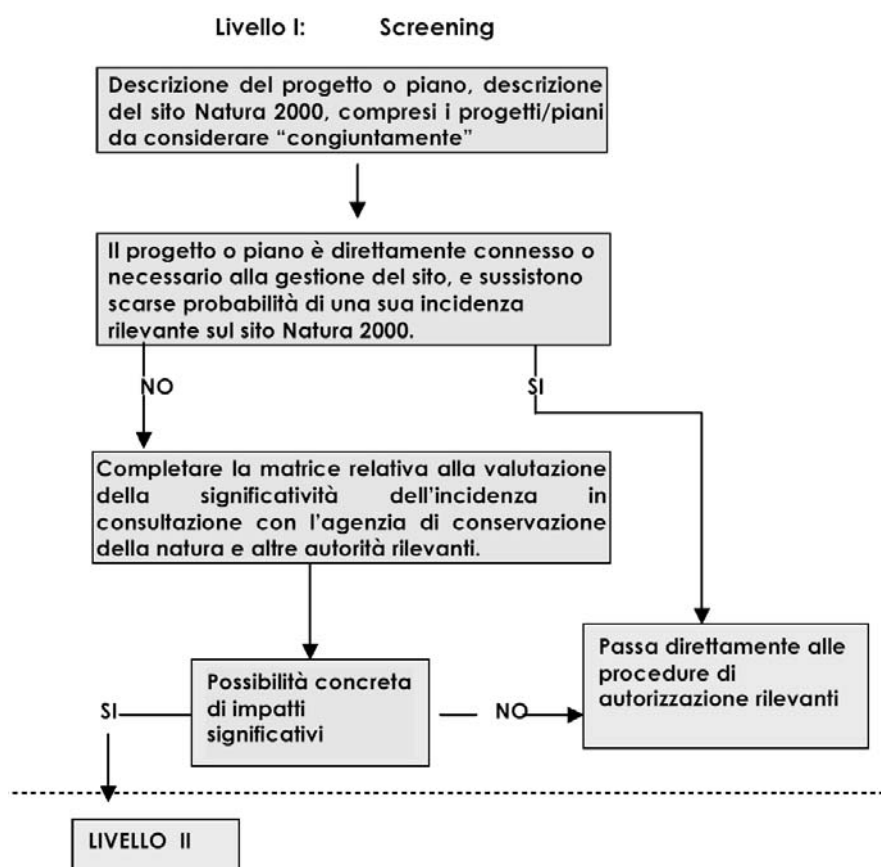 Livello I: Screening
Descrizione del progetto o piano, descrizione
del sito Natura 2000, compresi i progetti/piani
da considerare “congiuntamente”
Il progetto o piano è direttamente connesso o
necessario alla gestione del sito, e sussistono
scarse probabilità di una sua incidenza
rilevante sul sito Natura 2000.
NO
SI
Completare la matrice relativa alla valutazione
della significatività dell’incidenza in
consultazione con l’agenzia di conservazione
della natura e altre autorità rilevanti.
Possibilità concreta
di impatti
significativi
SI
NO
Passa direttamente alle
procedure di
autorizzazione rilevanti
LIVELLO II